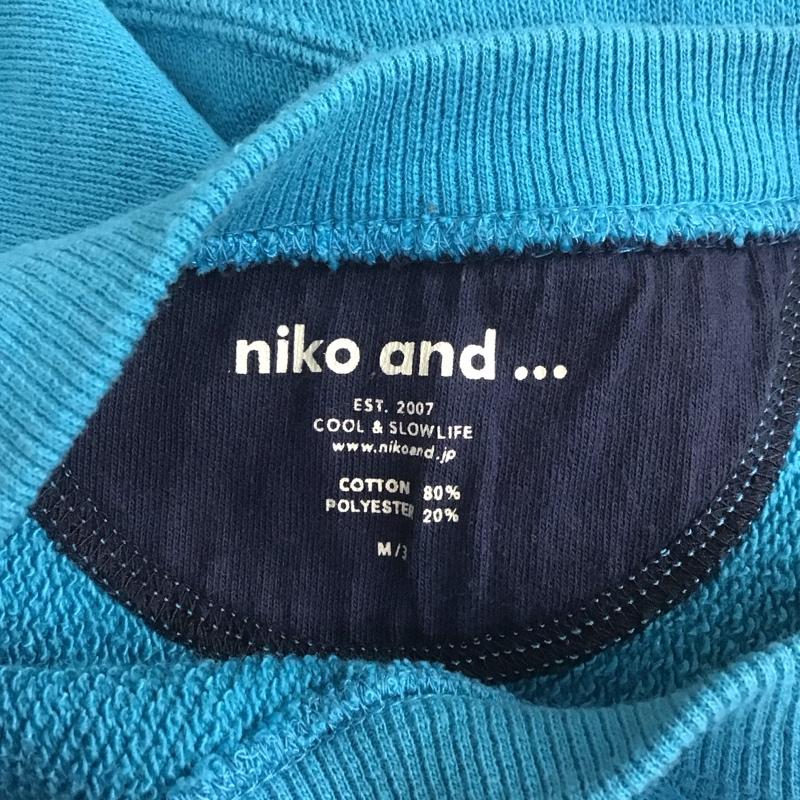 niko and ...
EST. 2007
COOL & SLOWLIFE
www.nikoand.jp
COTTON 80%
POLYESTER 20%
M/3